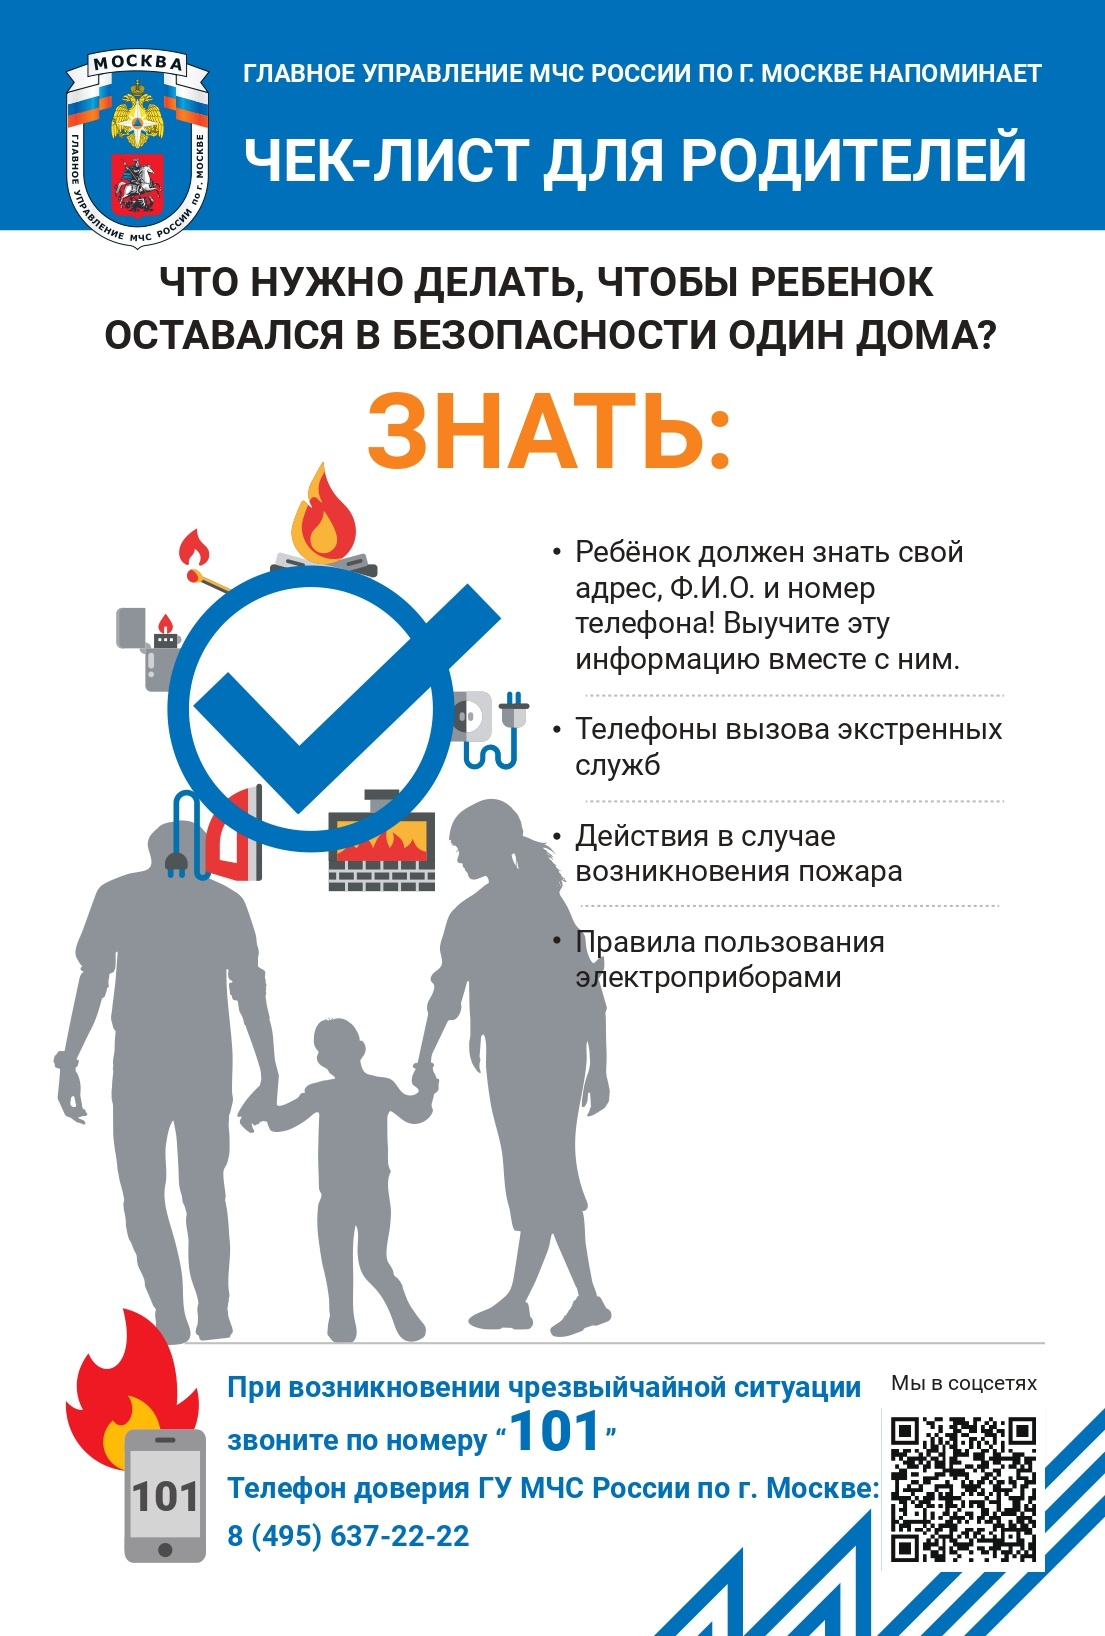 МОСКВА
ГЛАВНОЕ УПРАВЛЕНИЕ МЧС РОССИИ по г. МОСКВЕ
ГЛАВНОЕ УПРАВЛЕНИЕ МЧС РОССИИ ПО Г. МОСКВЕ НАПОМИНАЕТ
ЧЕК-ЛИСТ ДЛЯ РОДИТЕЛЕЙ
ЧТО НУЖНО ДЕЛАТЬ, ЧТОБЫ РЕБЕНОК
ОСТАВАЛСЯ В БЕЗОПАСНОСТИ ОДИН ДОМА?
ЗНАТЬ:
• Ребёнок должен знать свой
адрес, Ф.И.О. и номер
телефона! Выучите эту
информацию вместе с ним.
• Телефоны вызова экстренных
служб
• Действия в случае
возникновения пожара
• Правила пользования
электроприборами
При возникновении чрезвыйчайной ситуации
звоните по номеру “101”
Телефон доверия ГУ МЧС России по г. Москве:
8 (495) 637-22-22
101
Мы в соцсетях